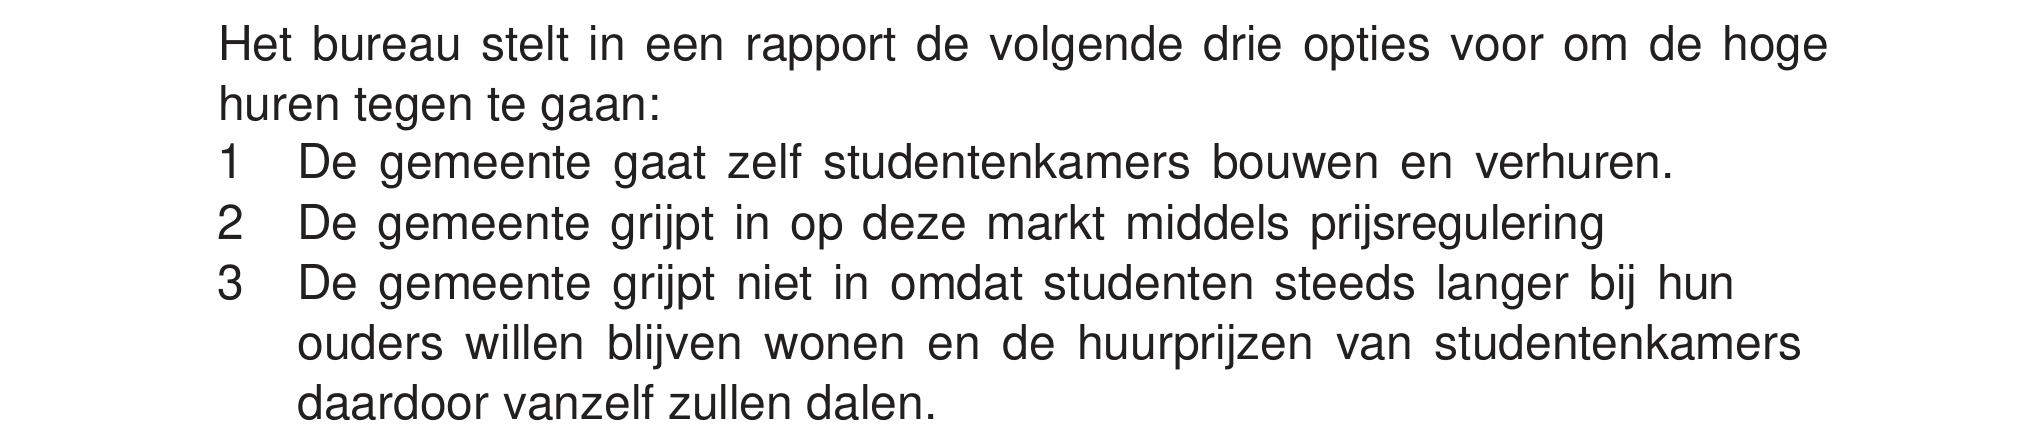 Het bureau stelt in een rapport de volgende drie opties voor om de hoge
huren tegen te gaan:
1 De gemeente gaat zelf studentenkamers bouwen en verhuren.
2 De gemeente grijpt in op deze markt middels prijsregulering
3 De gemeente grijpt niet in omdat studenten steeds langer bij hun
ouders willen blijven wonen en de huurprijzen van studentenkamers
daardoor vanzelf zullen dalen.